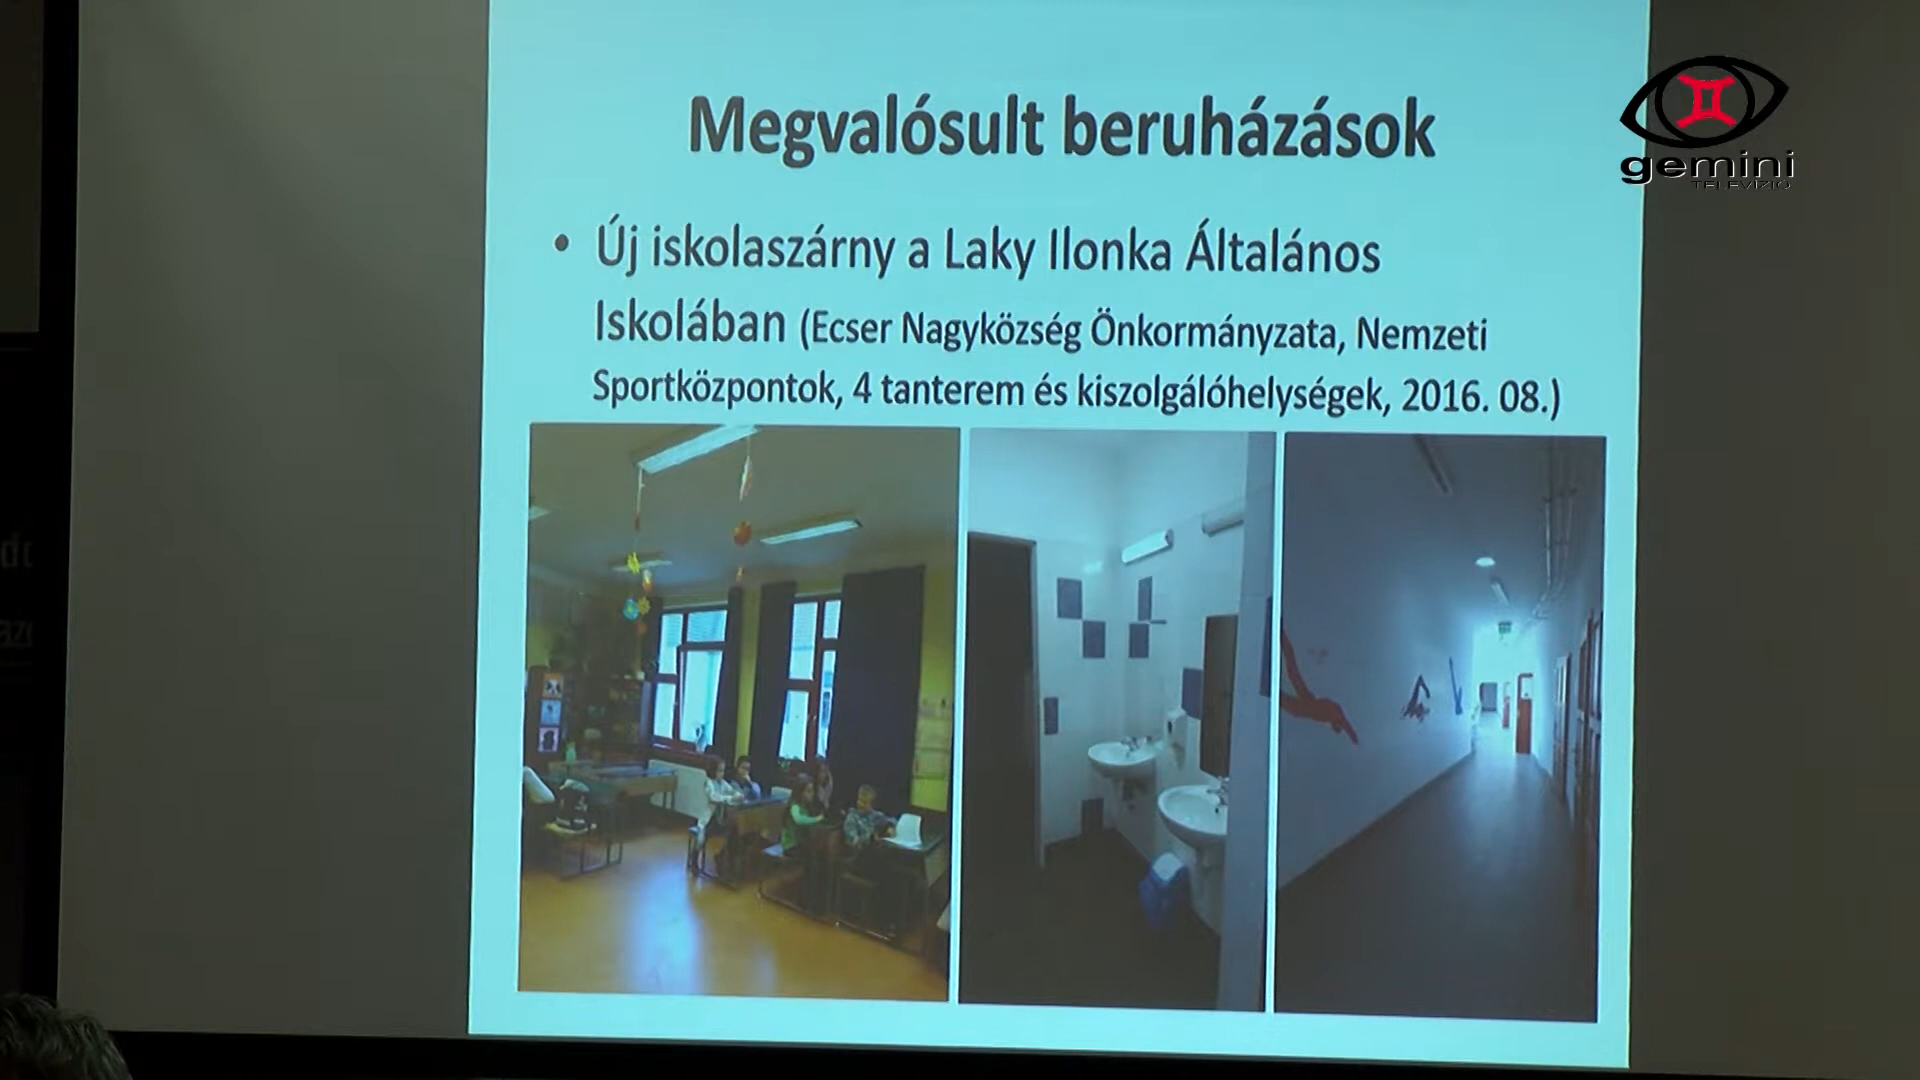 Megvalósult beruházások
gemini
TELEVÍZIÓ
• Új iskolaszárny a Laky Ilonka Általános
Iskolában (Ecser Nagyközség Önkormányzata, Nemzeti
Sportközpontok, 4 tanterem és kiszolgálóhelységek, 2016. 08.)